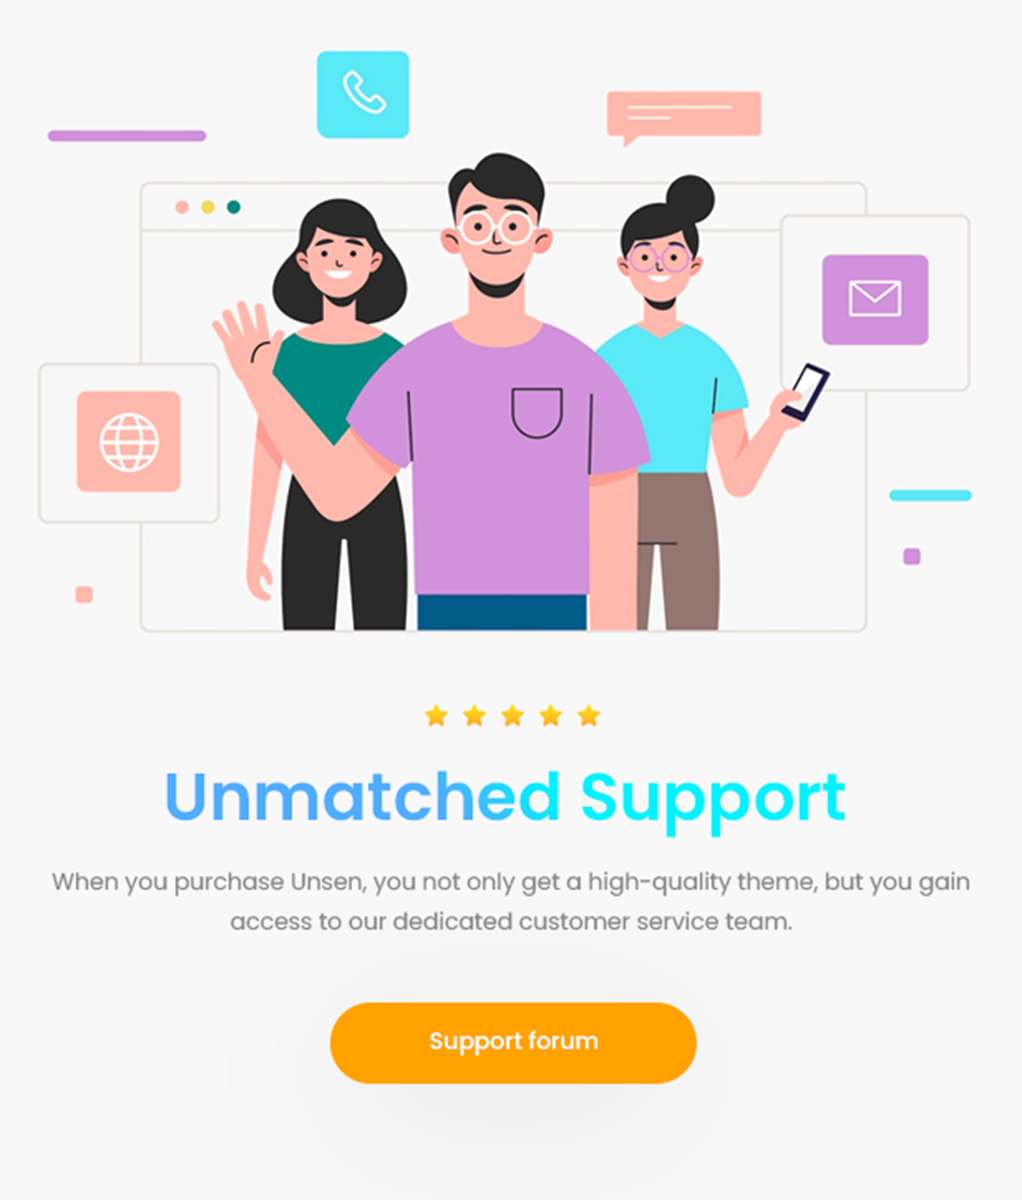 Unmatched Support
When you purchase Unsen, you not only get a high-quality theme, but you gain
access to our dedicated customer service team.
Support forum